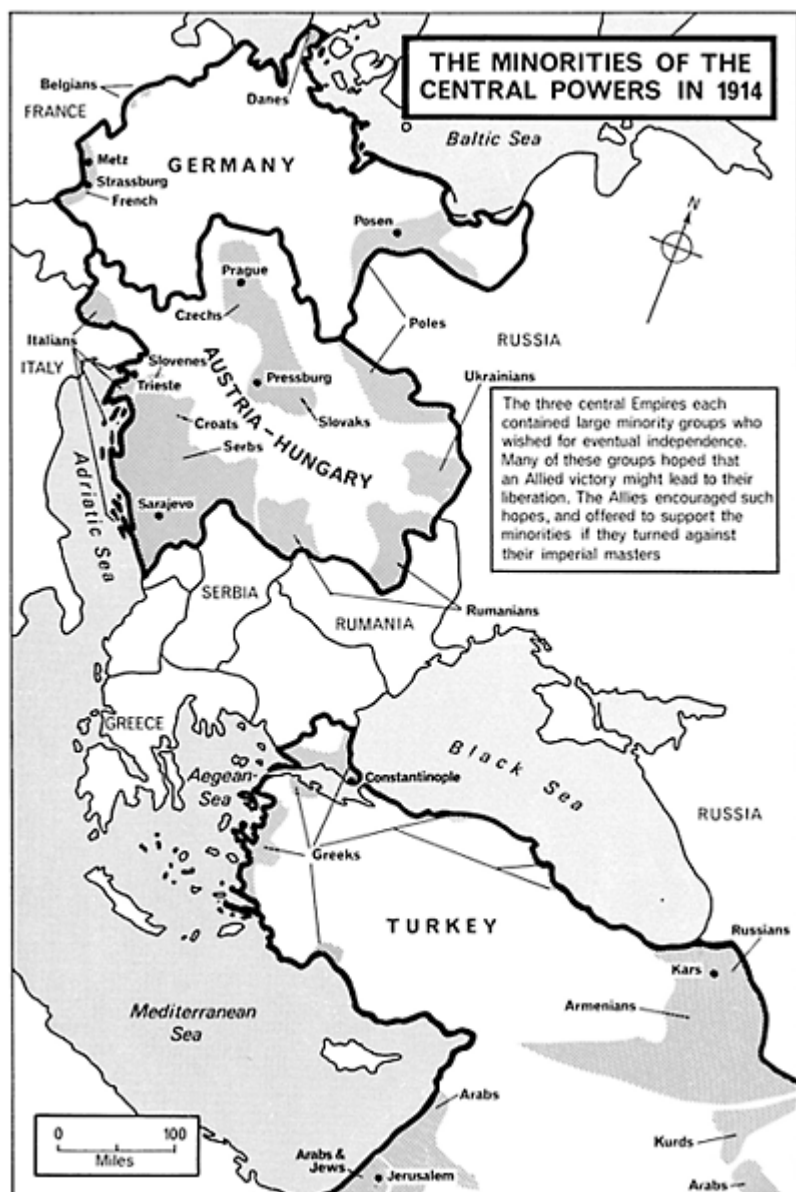 THE MINORITIES OF THE
CENTRAL POWERS IN 1914
Belgians
FRANCE
Danes
Baltic Sea
Metz
GERMANY
Strassburg
French
Posen
N
Prague
Czechs
Poles
RUSSIA
Italians
ITALY
Slovenes
Trieste
AUSTRIA-HUNGARY
Pressburg
Ukrainians
Croats
Slovaks
Serbs
Adriatic Sea
Sarajevo
The three central Empires each
contained large minority groups who
wished for eventual independence.
Many of these groups hoped that
an Allied victory might lead to their
liberation. The Allies encouraged such
hopes, and offered to support the
minorities if they turned against
their imperial masters
SERBIA
RUMANIA
Rumanians
GREECE
Aegean
Sea
Constantinople
Black Sea
RUSSIA
Greeks
TURKEY
Russians
Kars
Armenians
Mediterranean
Sea
Arabs
0 100
Miles
Kurds
Arabs &
Jews
Jerusalem
Arabs